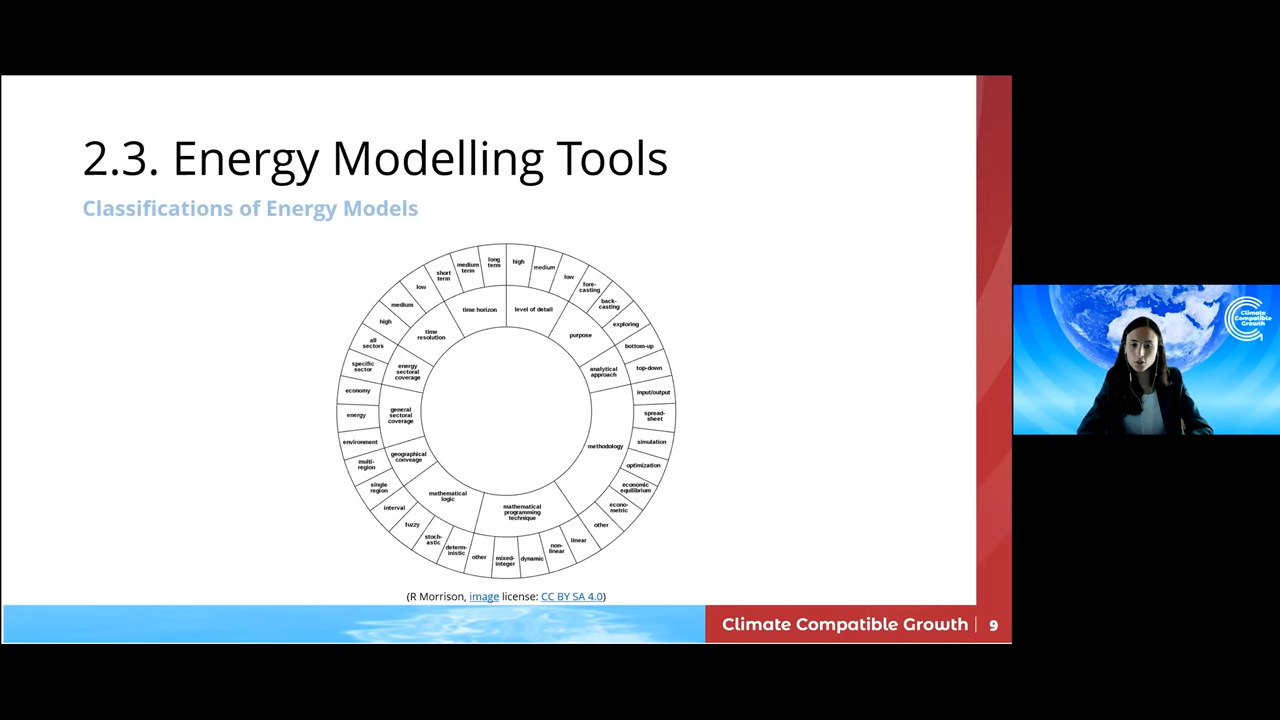 2.3. Energy Modelling Tools
Classifications of Energy Models
long
term
high
medium
low
fore-
casting
back-
casting
exploring
bottom-up
top-down
input/output
spread-
sheet
simulation
optimization
economic
equilibrium
econo-
metric
other
linear
non-
linear
dynamic
mixed-
integer
other
determ-
inistic
stoch-
astic
fuzzy
interval
single
region
multi-
region
environment
energy
economy
specific
sector
all
sectors
high
medium
low
short
term
medium
term
time horizon
level of detail
purpose
analytical
approach
methodology
mathematical
programming
technique
mathematical
logic
geographical
converage
general
sectoral
coverage
energy
sectoral
coverage
time
resolution
(R Morrison, image license: CC BY SA 4.0)
Climate Compatible Growth
9
Climate
Compatible
Growth